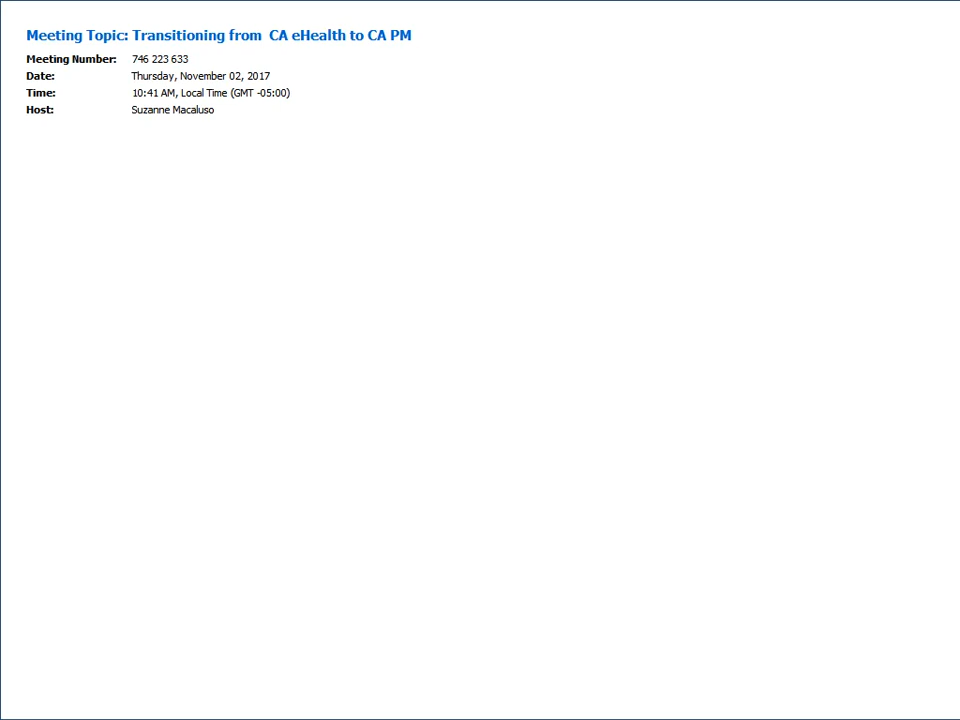 Meeting Topic: Transitioning from  CA eHealth to CA PM
Meeting Number: 746 223 633
Date: Thursday, November 02, 2017
Time: 10:41 AM, Local Time (GMT -05:00)
Host: Suzanne Macaluso